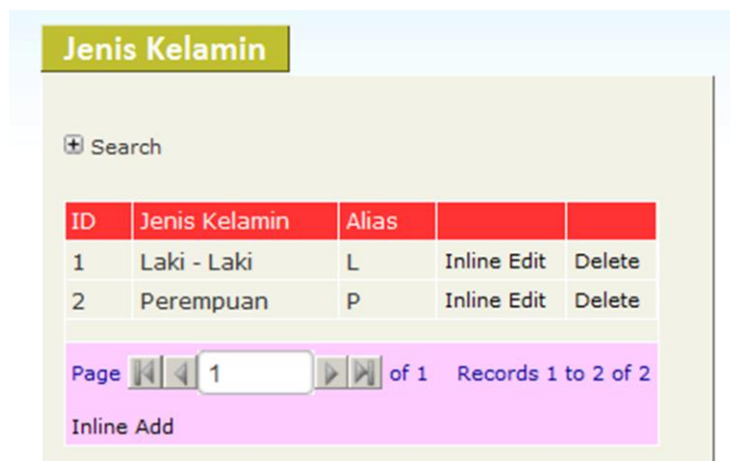 Jenis Kelamin
Search
ID Jenis Kelamin Alias
1 Laki - Laki L Inline Edit Delete
2 Perempuan P Inline Edit Delete
Page 1 of 1 Records 1 to 2 of 2
Inline Add